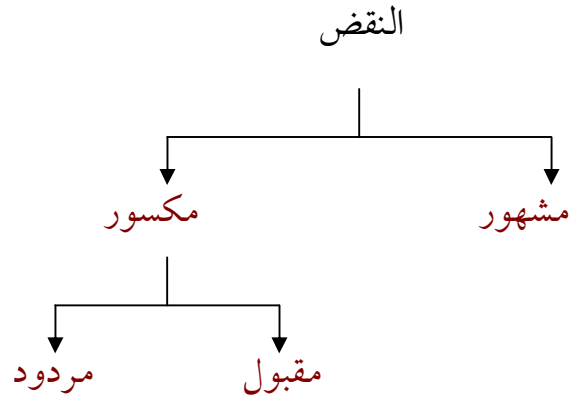 النقض
مشهور
مكسور
مقبول
مردود